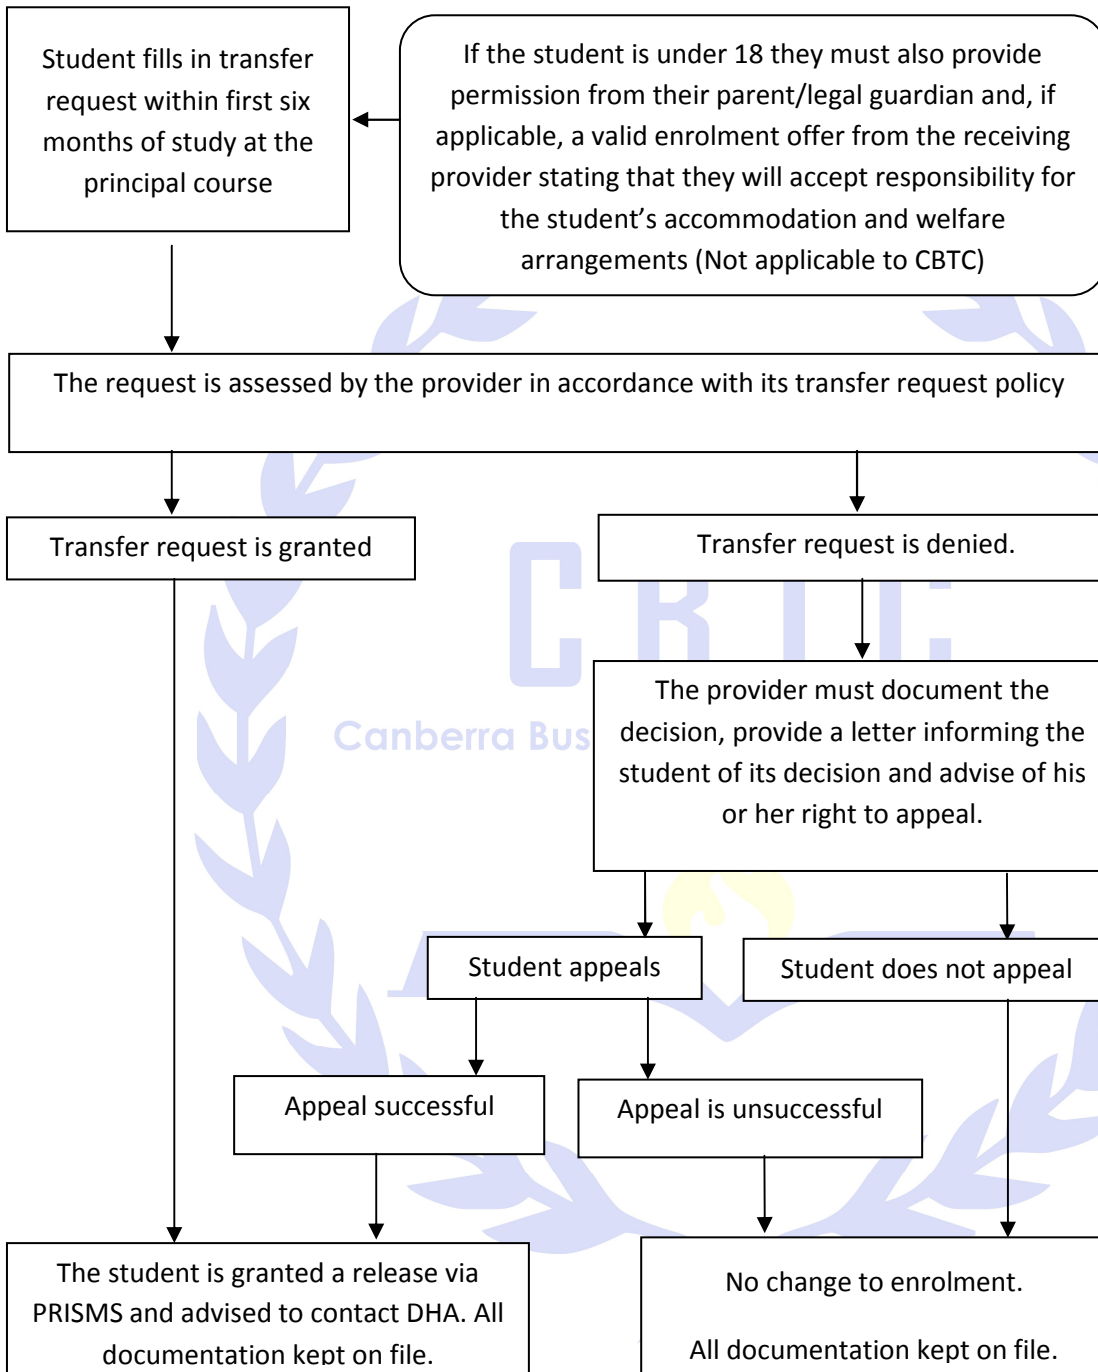 Student fills in transfer
request within first six
months of study at the
principal course
If the student is under 18 they must also provide
permission from their parent/legal guardian and, if
applicable, a valid enrolment offer from the receiving
provider stating that they will accept responsibility for
the student's accommodation and welfare
arrangements (Not applicable to CBTC)
The request is assessed by the provider in accordance with its transfer request policy
Transfer request is granted
Transfer request is denied.
CBTC
Canberra Bus
The provider must document the
decision, provide a letter informing the
student of its decision and advise of his
or her right to appeal.
Student appeals
Student does not appeal
Appeal successful
Appeal is unsuccessful
The student is granted a release via
PRISMS and advised to contact DHA. All
documentation kept on file.
No change to enrolment.
All documentation kept on file.